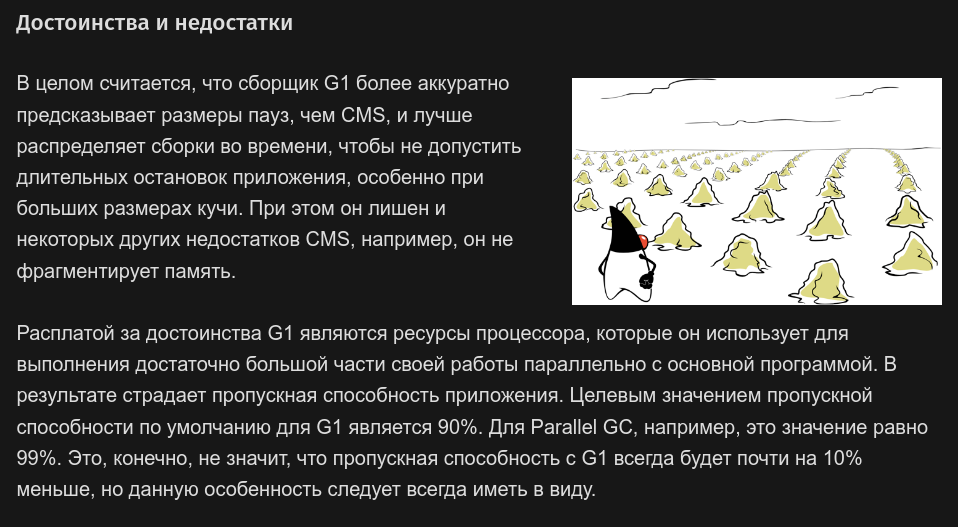 Достоинства и недостатки
В целом считается, что сборщик G1 более аккуратно
предсказывает размеры пауз, чем CMS, и лучше
распределяет сборки во времени, чтобы не допустить
длительных остановок приложения, особенно при
больших размерах кучи. При этом он лишен и
некоторых других недостатков CMS, например, он не
фрагментирует память.
Расплатой за достоинства G1 являются ресурсы процессора, которые он использует для
выполнения достаточно большой части своей работы параллельно с основной программой. В
результате страдает пропускная способность приложения. Целевым значением пропускной
способности по умолчанию для G1 является 90%. Для Parallel GC, например, это значение равно
99%. Это, конечно, не значит, что пропускная способность с G1 всегда будет почти на 10%
меньше, но данную особенность следует всегда иметь в виду.